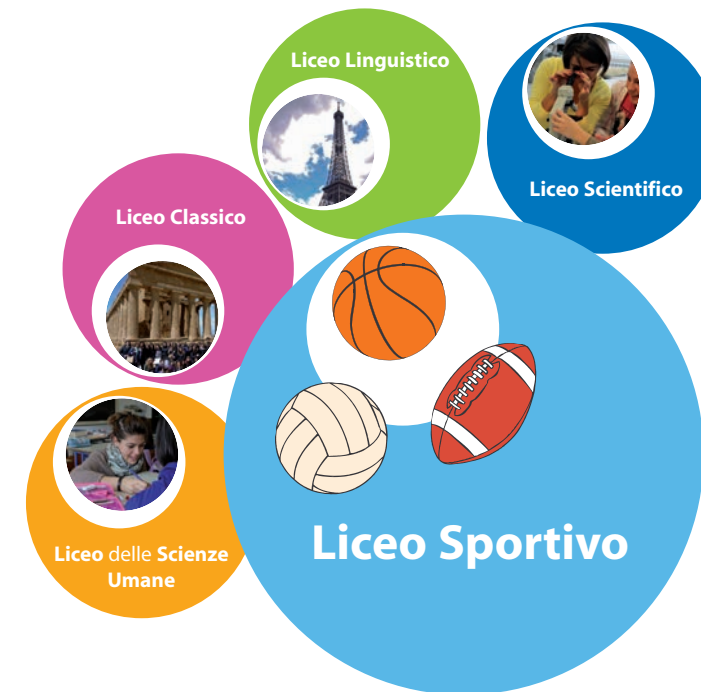 Liceo Linguistico
Liceo Scientifico
Liceo Classico
Liceo Sportivo
Liceo delle Scienze
Umane